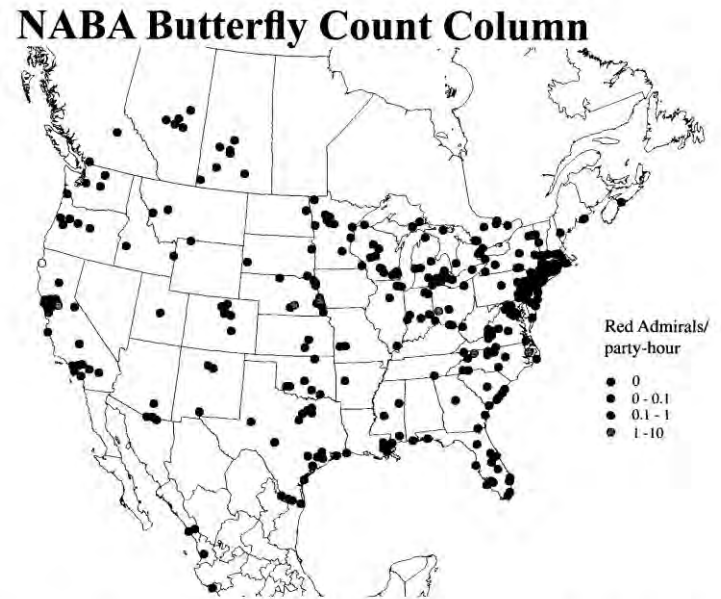 NABA Butterfly Count Column
Red Admirals/
party-hour
0
0 - 0.1
0.1 - 1
1 -10